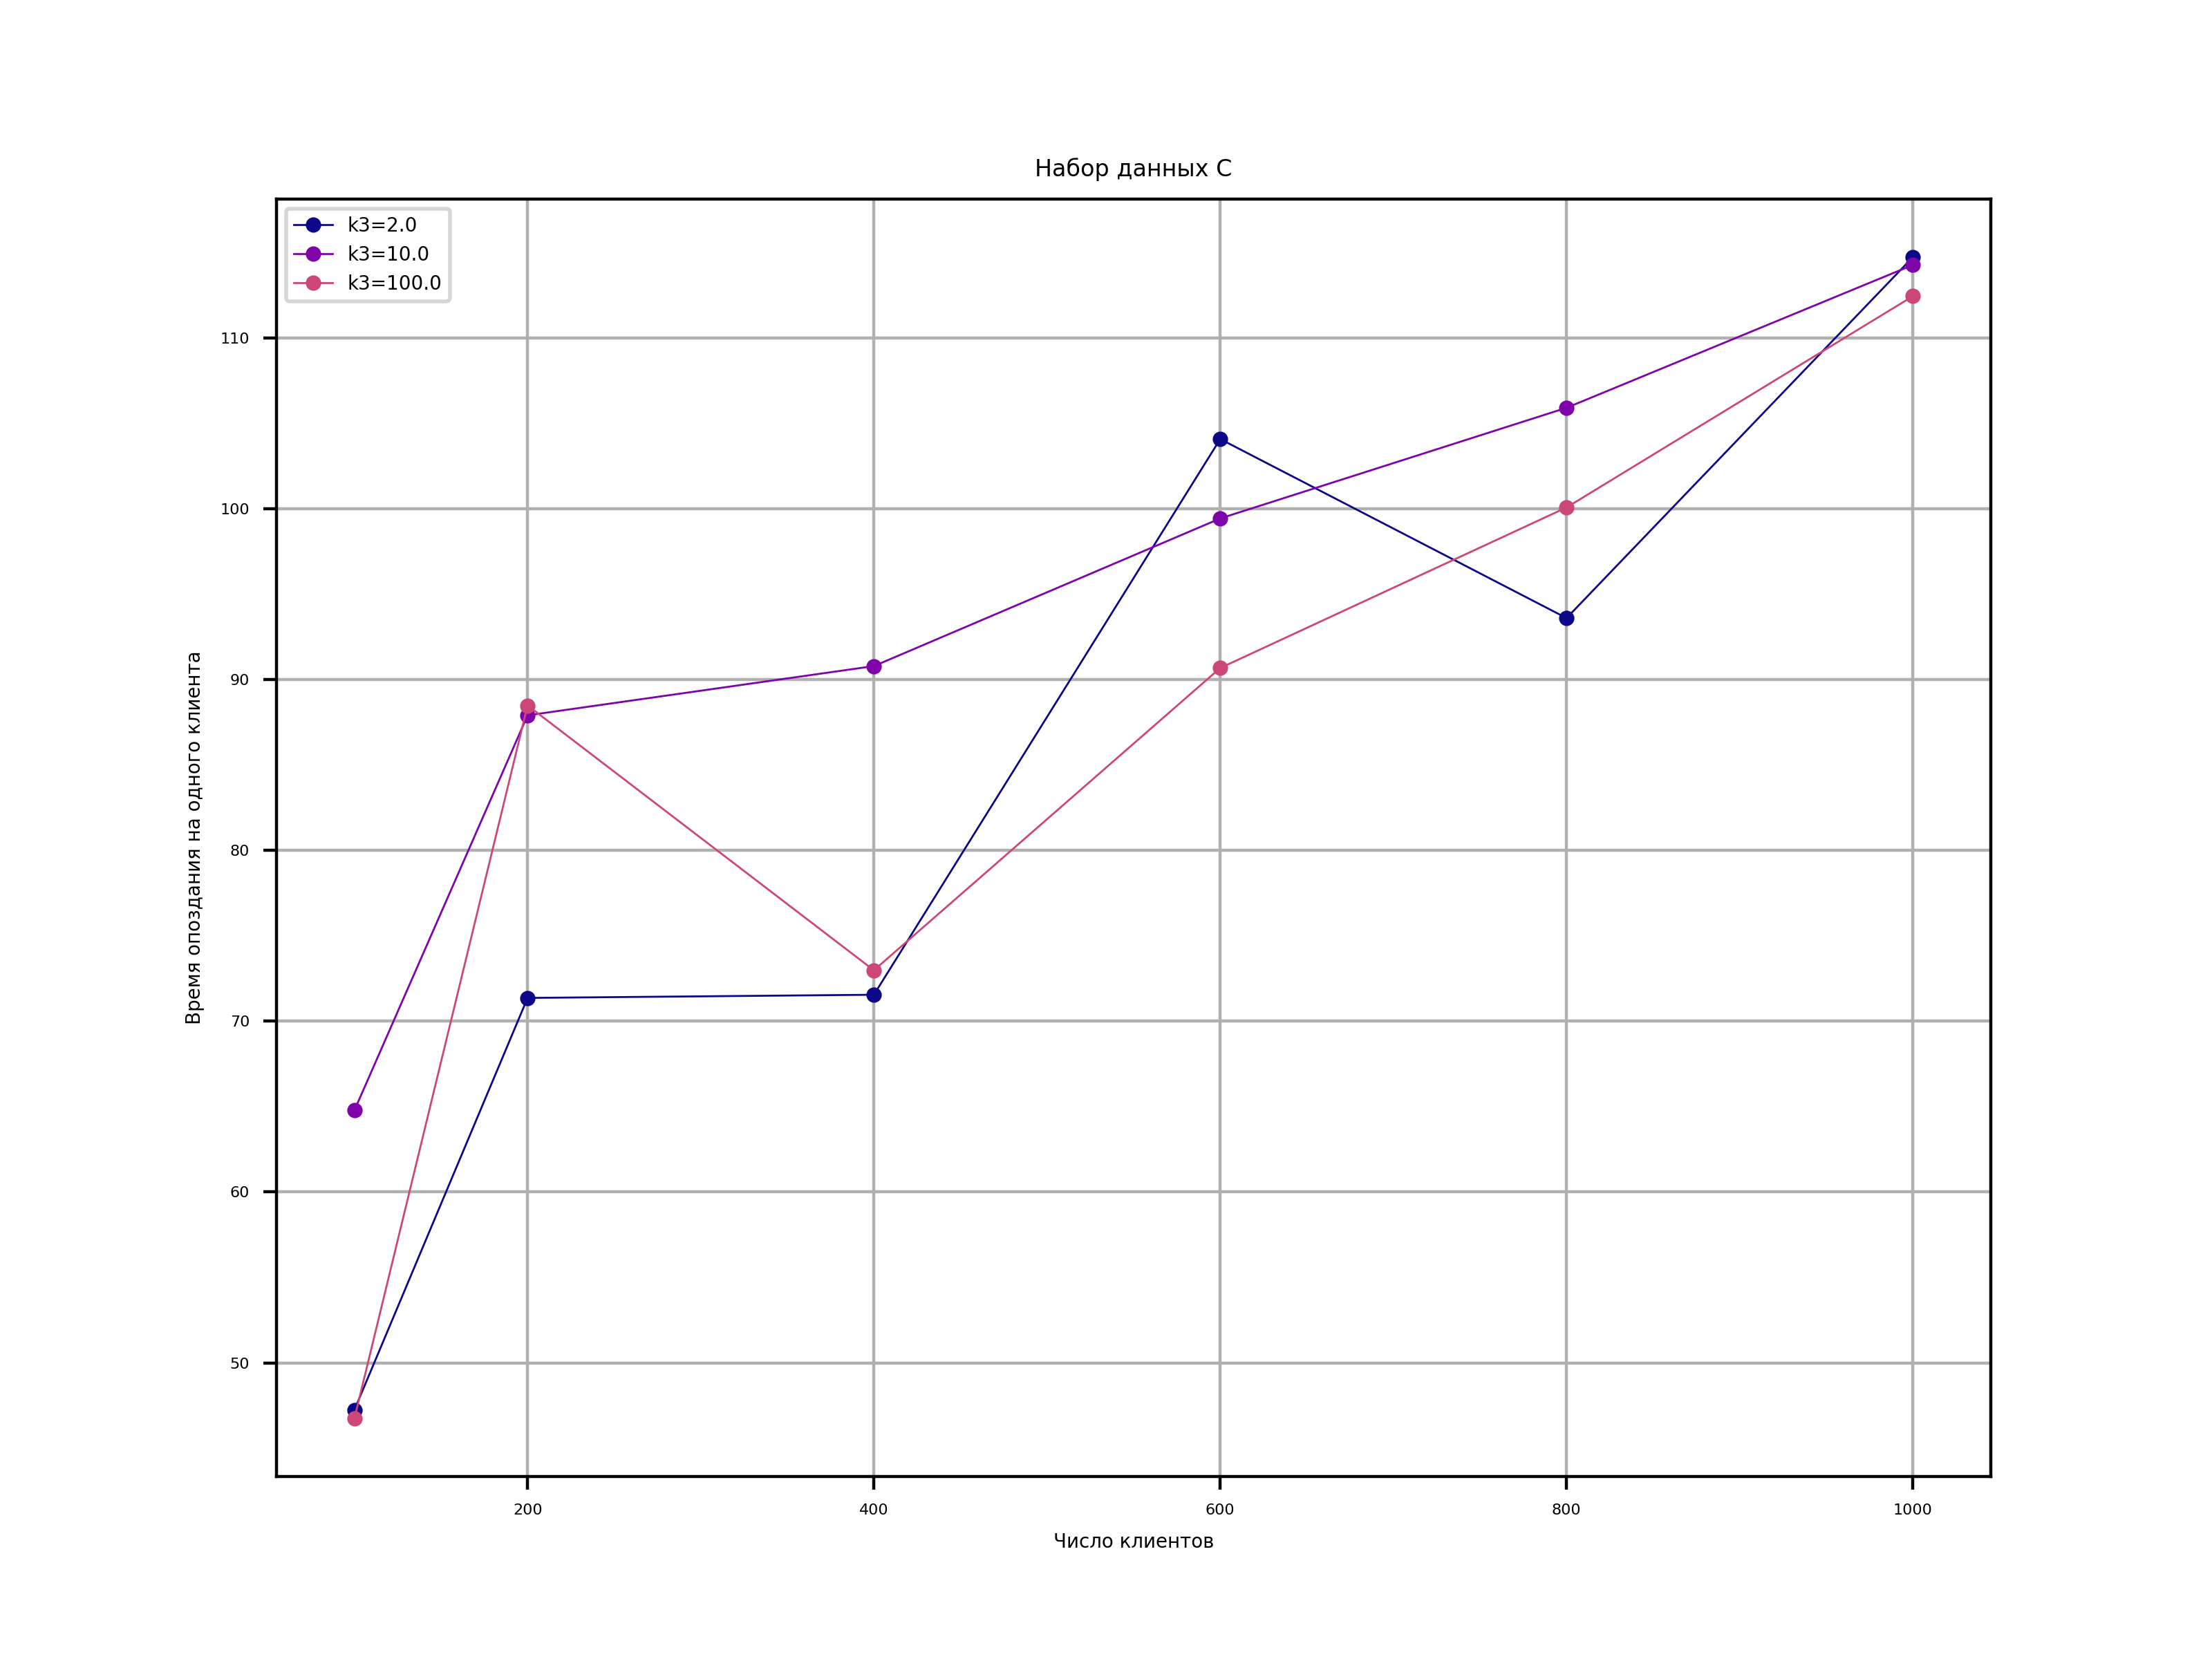 Набор данных C
k3=2.0
k3=10.0
k3=100.0
Время опоздания на одного клиента
110
100
90
80
70
60
50
200 400 600 800 1000
Число клиентов